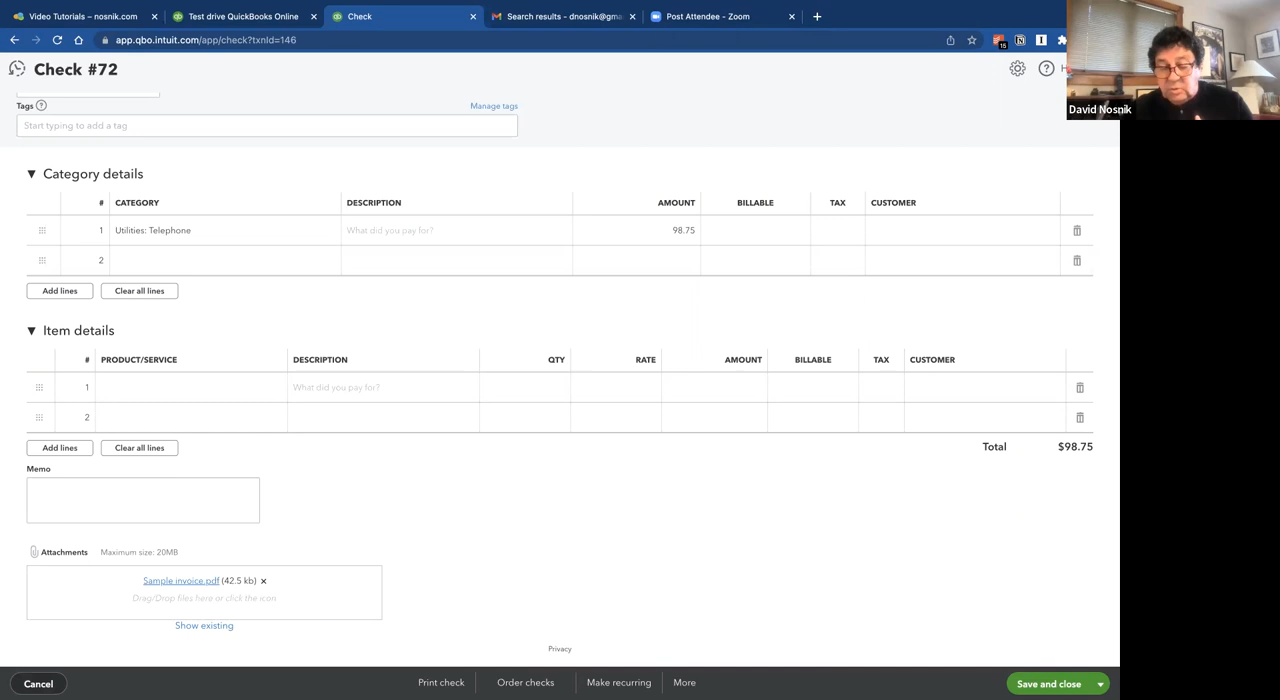 Video Tutorials – nosnik.com
Test drive QuickBooks Online
Check
Search results - dnosnik@gma
Post Attendee - Zoom
app.qbo.intuit.com/app/check?txnId=146
15
Check #72
David Nosnik
Tags ?
Manage tags
Start typing to add a tag
Category details
# CATEGORY DESCRIPTION AMOUNT BILLABLE TAX CUSTOMER
1 Utilities: Telephone What did you pay for? 98.75
2
Add lines Clear all lines
Item details
# PRODUCT/SERVICE DESCRIPTION QTY RATE AMOUNT BILLABLE TAX CUSTOMER
1 What did you pay for?
2
Add lines Clear all lines
Total $98.75
Memo
Attachments Maximum size: 20MB
Sample invoice.pdf (42.5 kb) ×
Drag/Drop files here or click the icon
Show existing
Privacy
Cancel
Print check
Order checks
Make recurring
More
Save and close